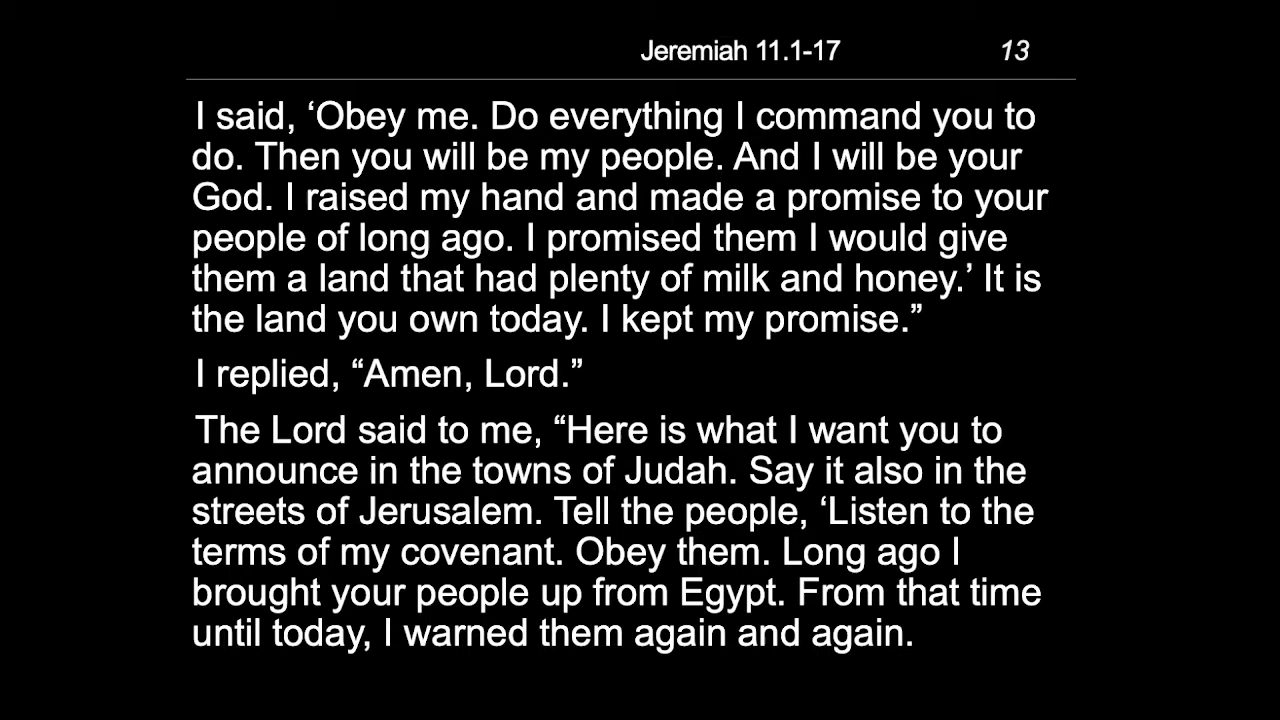 Jeremiah 11.1-17 13
I said, ‘Obey me. Do everything I command you to
do. Then you will be my people. And I will be your
God. I raised my hand and made a promise to your
people of long ago. I promised them I would give
them a land that had plenty of milk and honey.’ It is
the land you own today. I kept my promise.”
I replied, “Amen, Lord.”
The Lord said to me, “Here is what I want you to
announce in the towns of Judah. Say it also in the
streets of Jerusalem. Tell the people, ‘Listen to the
terms of my covenant. Obey them. Long ago I
brought your people up from Egypt. From that time
until today, I warned them again and again.